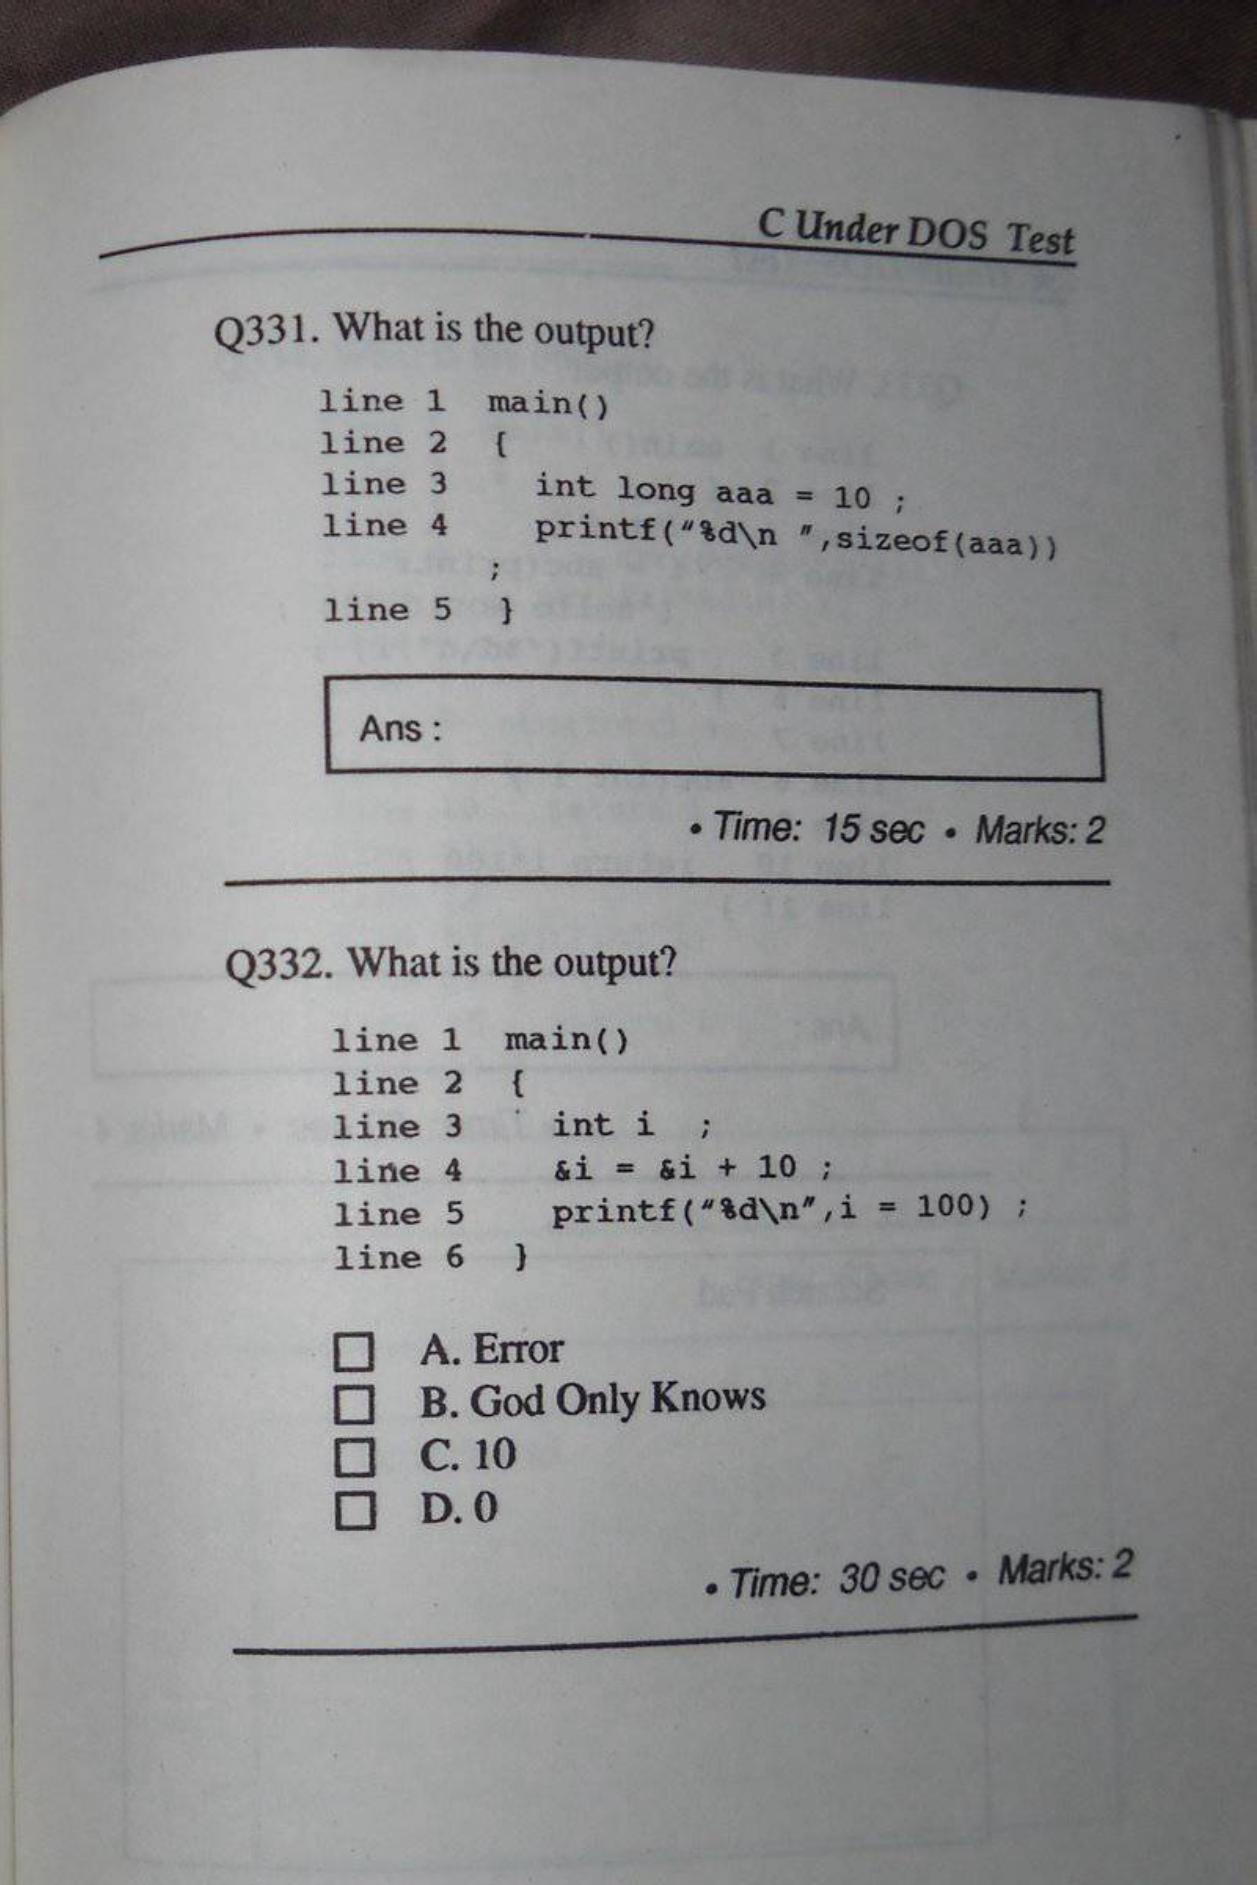 C Under DOS Test
Q331. What is the output?
line 1 main()
line 2 {
line 3 int long aaa = 10 ;
line 4 printf("%d\n ",sizeof(aaa))
;
line 5 }
Ans :
• Time: 15 sec • Marks: 2
Q332. What is the output?
line 1 main()
line 2 {
line 3 int i ;
line 4 &i = &i + 10 ;
line 5 printf("%d\n",i = 100) ;
line 6 }
A. Error
B. God Only Knows
C. 10
D. 0
• Time: 30 sec • Marks: 2